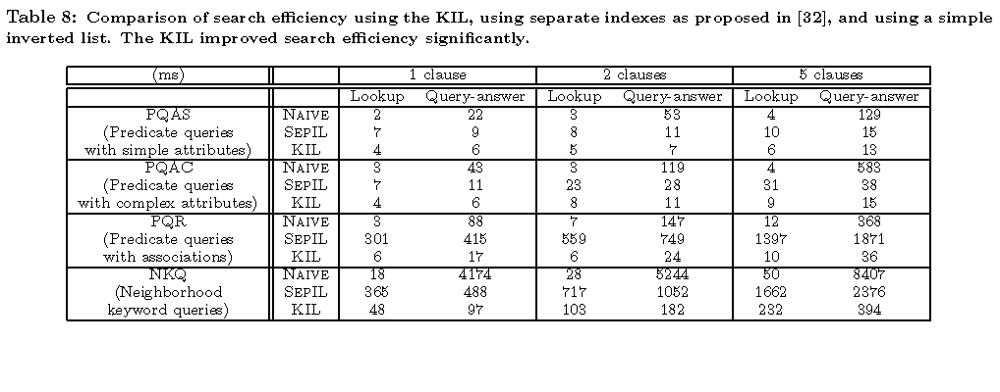 Table 8: Comparison of search efficiency using the KIL, using separate indexes as proposed in [32], and using a simple
inverted list. The KIL improved search efficiency significantly.
(ms) 1 clause 2 clauses 5 clauses
Lookup Query-answer Lookup Query-answer Lookup Query-answer
PQAS NAIVE 2 22 3 53 4 129
(Predicate queries SEPIL 7 9 8 11 10 15
with simple attributes) KIL 4 6 5 7 6 13
PQAC NAIVE 3 43 3 119 4 583
(Predicate queries SEPIL 7 11 23 28 31 38
with complex attributes) KIL 4 6 8 11 9 15
PQR NAIVE 3 88 7 147 12 368
(Predicate queries SEPIL 301 415 559 749 1397 1871
with associations) KIL 6 17 6 24 10 36
NKQ NAIVE 18 4174 28 5244 50 8407
(Neighborhood SEPIL 365 488 717 1052 1662 2376
keyword queries) KIL 48 97 103 182 232 394